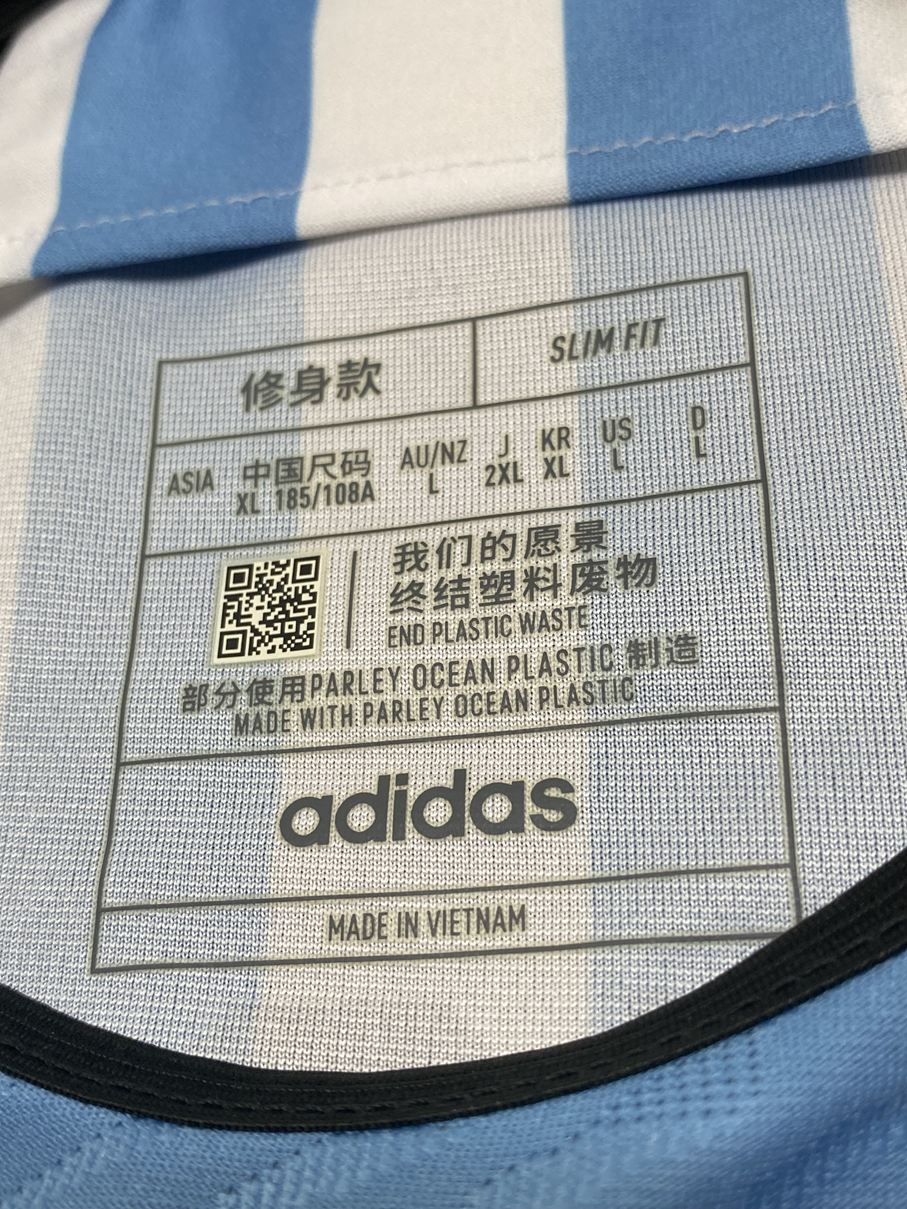 修身款 SLIM FIT
ASIA 中国尺码 AU/NZ J KR US D
XL 185/108A L 2XL XL L L
我们的愿景
终结塑料废物
END PLASTIC WASTE
部分使用PARLEY OCEAN PLASTIC 制造
MADE WITH PARLEY OCEAN PLASTIC
adidas
MADE IN VIETNAM